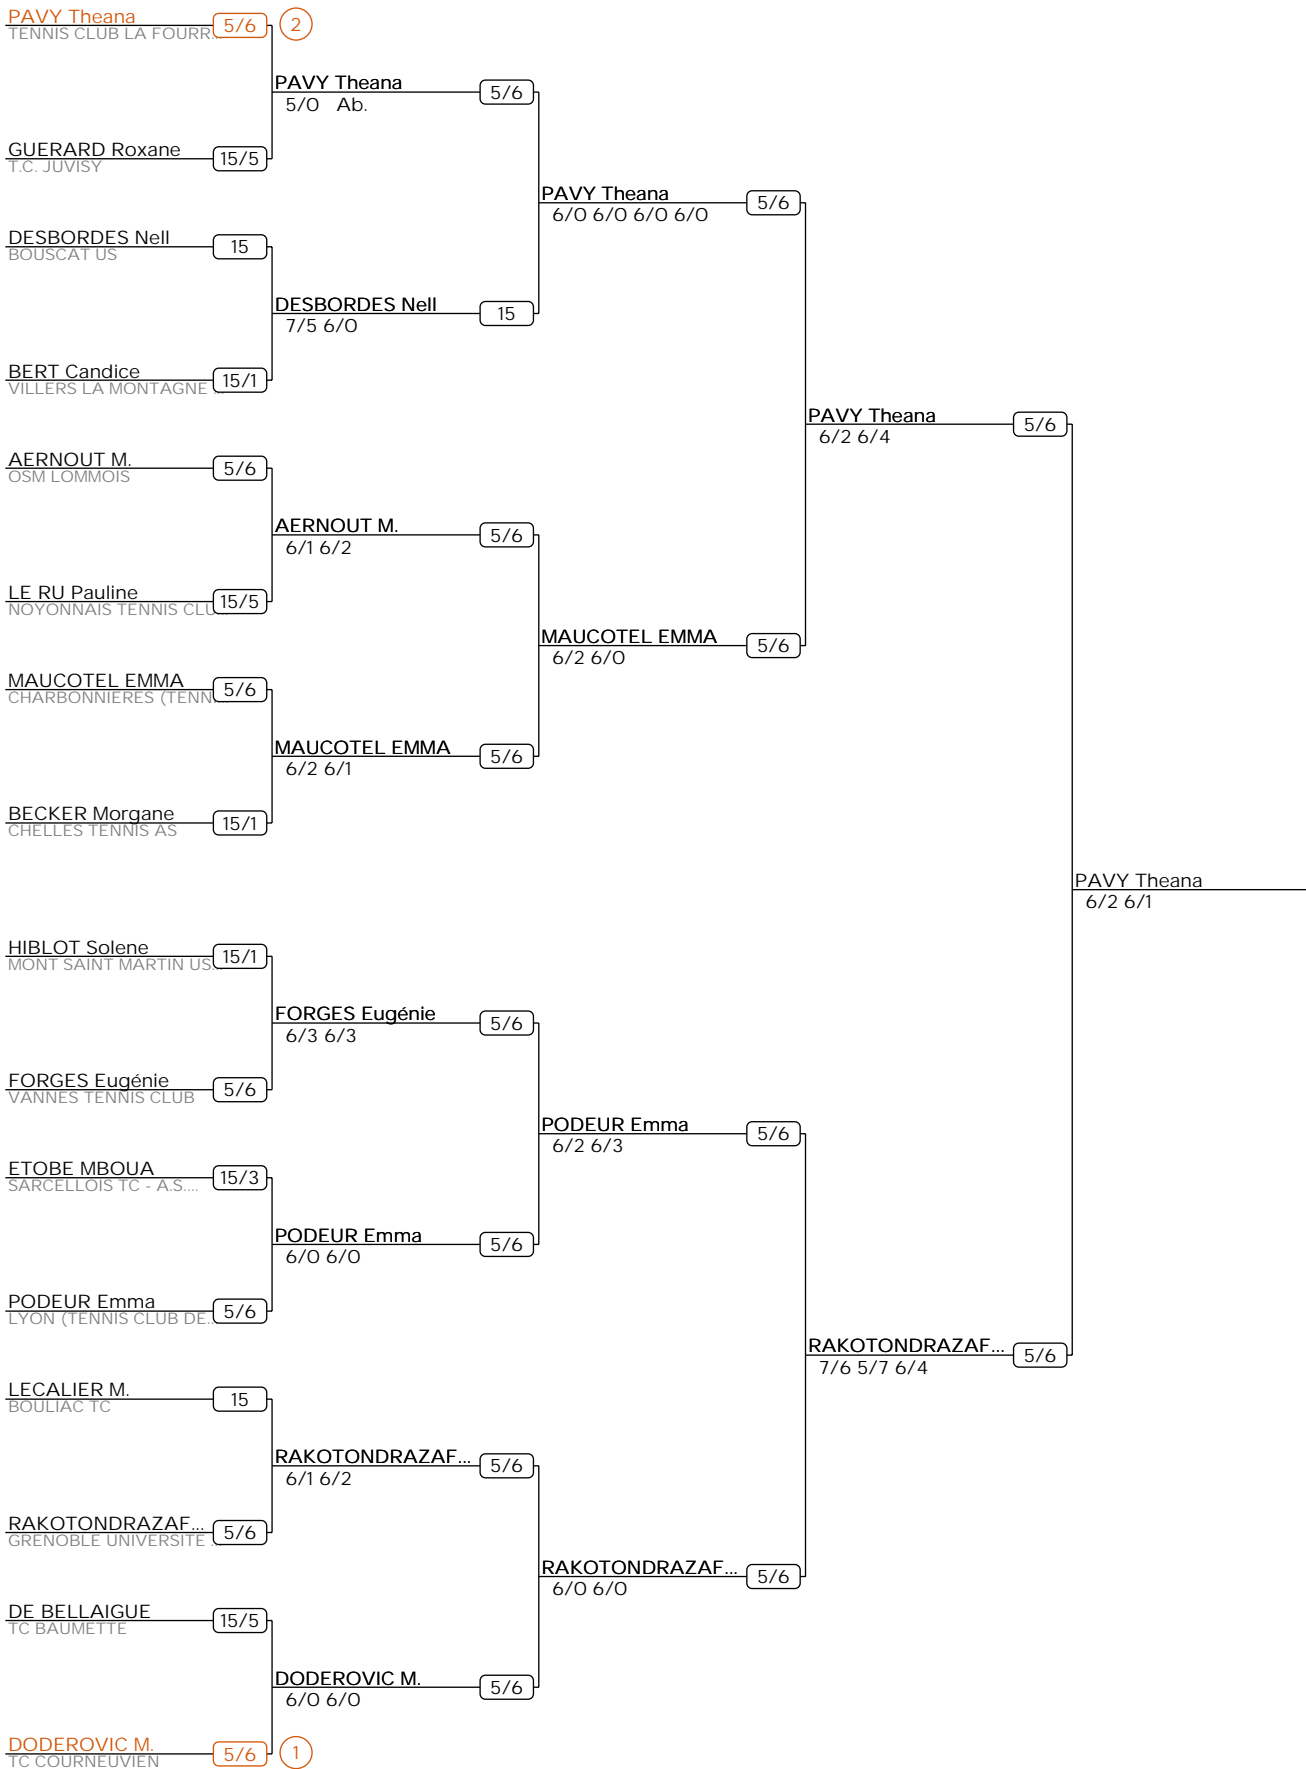 PAVY Theana
TENNIS CLUB LA FOURR...
5/6
2
PAVY Theana
5/6
5/0 Ab.
GUERARD Roxane
T.C. JUVISY
15/5
PAVY Theana
5/6
6/0 6/0 6/0 6/0
DESBORDES Nell
BOUSCAT US
15
DESBORDES Nell
15
7/5 6/0
BERT Candice
VILLERS LA MONTAGNE ...
15/1
PAVY Theana
5/6
6/2 6/4
AERNOUT M.
OSM LOMMOIS
5/6
AERNOUT M.
5/6
6/1 6/2
LE RU Pauline
NOYONNAIS TENNIS CLU...
15/5
MAUCOTEL EMMA
5/6
6/2 6/0
MAUCOTEL EMMA
CHARBONNIERES (TENN...
5/6
MAUCOTEL EMMA
5/6
6/2 6/1
BECKER Morgane
CHELLES TENNIS AS
15/1
PAVY Theana
6/2 6/1
HIBLOT Solene
MONT SAINT MARTIN US...
15/1
FORGES Eugénie
5/6
6/3 6/3
FORGES Eugénie
VANNES TENNIS CLUB
5/6
PODEUR Emma
5/6
6/2 6/3
ETOBE MBOUA
SARCELLOIS TC - A.S....
15/3
PODEUR Emma
5/6
6/0 6/0
PODEUR Emma
LYON (TENNIS CLUB DE...
5/6
RAKOTONDRAZAF...
5/6
7/6 5/7 6/4
LECALIER M.
BOULIAC TC
15
RAKOTONDRAZAF...
5/6
6/1 6/2
RAKOTONDRAZAF...
GRENOBLE UNIVERSITE ...
5/6
RAKOTONDRAZAF...
5/6
6/0 6/0
DE BELLAIGUE
TC BAUMETTE
15/5
DODEROVIC M.
5/6
6/0 6/0
DODEROVIC M.
TC COURNEUVIEN
5/6
1